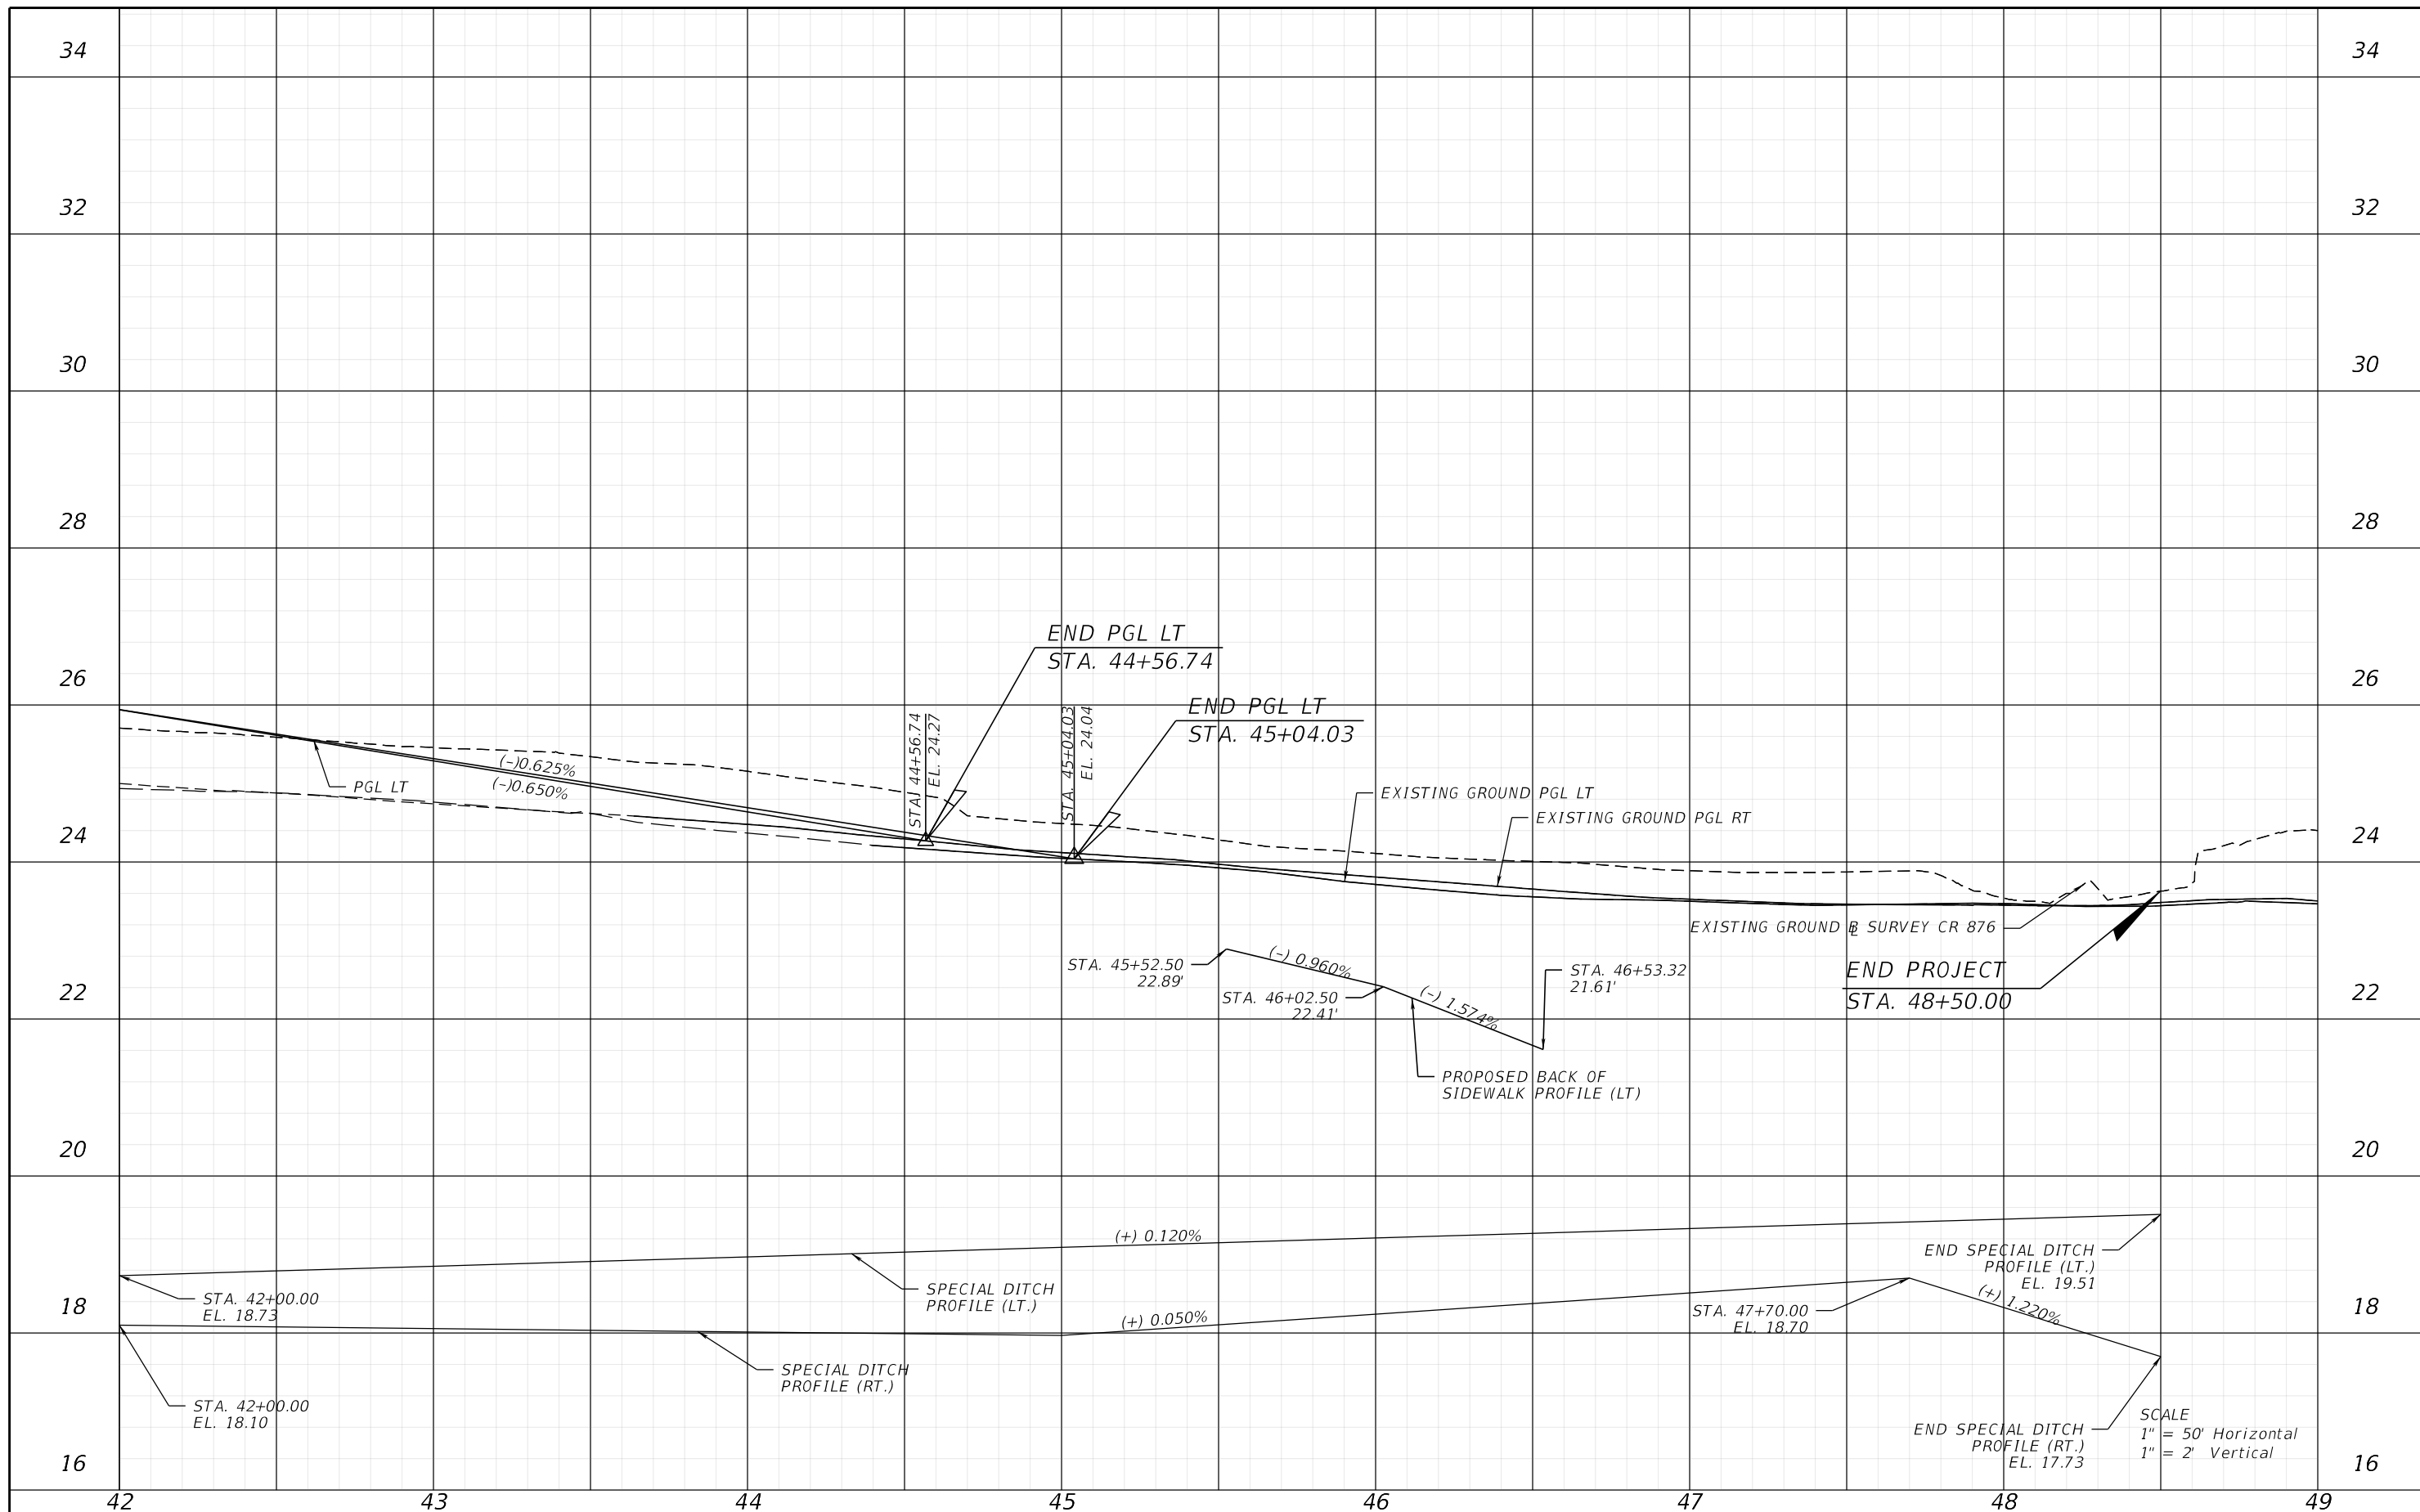 34 34
32 32
30 30
28 28
END PGL LT
STA. 44+56.74
26 26
END PGL LT
STA. 45+04.03
STA. 44+56.74
EL. 24.27
STA. 45+04.03
EL. 24.04
(-)0.625%
(-)0.650%
PGL LT
EXISTING GROUND PGL LT
EXISTING GROUND PGL RT
24 24
EXISTING GROUND BL SURVEY CR 876
STA. 45+52.50
22.89'
(-) 0.960%
STA. 46+02.50
22.41'
(-) 1.574%
STA. 46+53.32
21.61'
END PROJECT
STA. 48+50.00
22 22
PROPOSED BACK OF
SIDEWALK PROFILE (LT)
20 20
(+) 0.120%
END SPECIAL DITCH
PROFILE (LT.)
EL. 19.51
STA. 42+00.00
EL. 18.73
SPECIAL DITCH
PROFILE (LT.)
18 18
(+) 0.050%
STA. 47+70.00
EL. 18.70
(+) 1.220%
SPECIAL DITCH
PROFILE (RT.)
STA. 42+00.00
EL. 18.10
END SPECIAL DITCH
PROFILE (RT.)
EL. 17.73
SCALE
1" = 50' Horizontal
1" = 2' Vertical
16 16
42 43 44 45 46 47 48 49